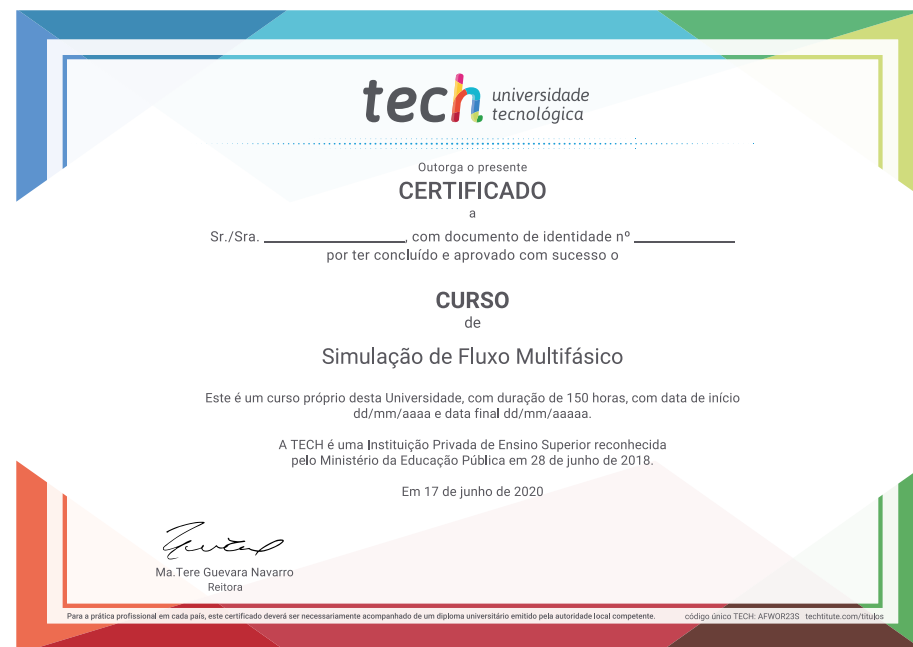 tech universidade
tecnológica
Outorga o presente
CERTIFICADO
a
Sr./Sra. ____________________, com documento de identidade nº ______________
por ter concluído e aprovado com sucesso o
CURSO
de
Simulação de Fluxo Multifásico
Este é um curso próprio desta Universidade, com duração de 150 horas, com data de início
dd/mm/aaaa e data final dd/mm/aaaaa.
A TECH é uma Instituição Privada de Ensino Superior reconhecida
pelo Ministério da Educação Pública em 28 de junho de 2018.
Em 17 de junho de 2020
Ma.Tere Guevara Navarro
Reitora
Para a prática profissional em cada país, este certificado deverá ser necessariamente acompanhado de um diploma universitário emitido pela autoridade local competente. código único TECH: AFWOR23S techtitute.com/titulos